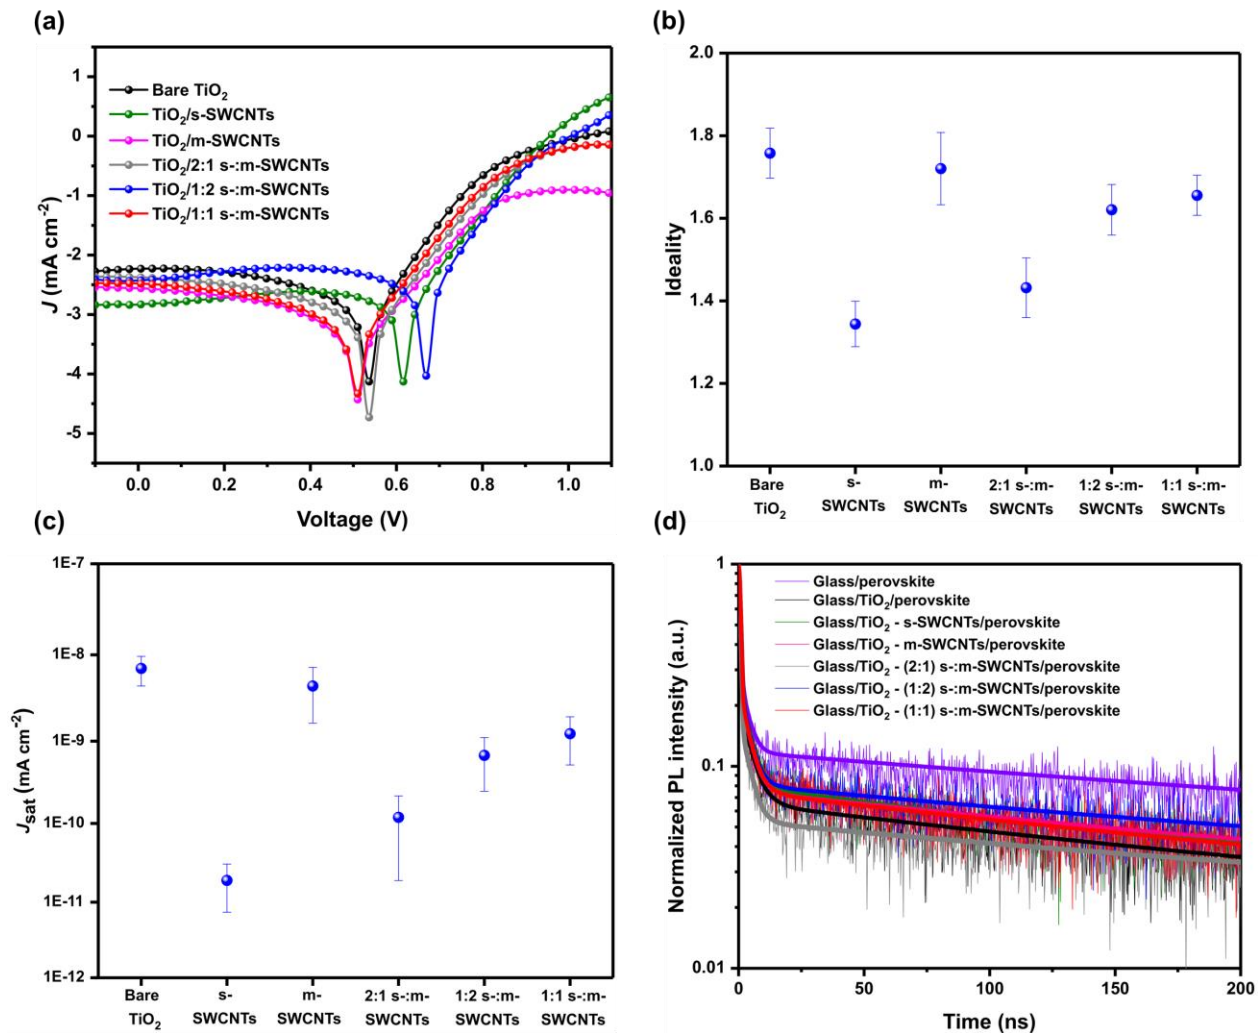 (a)
1
0
-1
-2
-3
-4
-5
J (mA cm⁻²)
Bare TiO₂
TiO₂/s-SWCNTs
TiO₂/m-SWCNTs
TiO₂/2:1 s-:m-SWCNTs
TiO₂/1:2 s-:m-SWCNTs
TiO₂/1:1 s-:m-SWCNTs
0.0 0.2 0.4 0.6 0.8 1.0
Voltage (V)
(b)
2.0
1.8
1.6
1.4
1.2
1.0
Ideality
Bare s- m- 2:1 s-:m- 1:2 s-:m- 1:1 s-:m-
TiO₂ SWCNTs SWCNTs SWCNTs SWCNTs SWCNTs
(c)
1E-7
1E-8
1E-9
1E-10
1E-11
1E-12
Jsat (mA cm⁻²)
Bare s- m- 2:1 s-:m- 1:2 s-:m- 1:1 s-:m-
TiO₂ SWCNTs SWCNTs SWCNTs SWCNTs SWCNTs
(d)
1
0.1
0.01
Normalized PL intensity (a.u.)
Glass/perovskite
Glass/TiO₂/perovskite
Glass/TiO₂ - s-SWCNTs/perovskite
Glass/TiO₂ - m-SWCNTs/perovskite
Glass/TiO₂ - (2:1) s-:m-SWCNTs/perovskite
Glass/TiO₂ - (1:2) s-:m-SWCNTs/perovskite
Glass/TiO₂ - (1:1) s-:m-SWCNTs/perovskite
0 50 100 150 200
Time (ns)